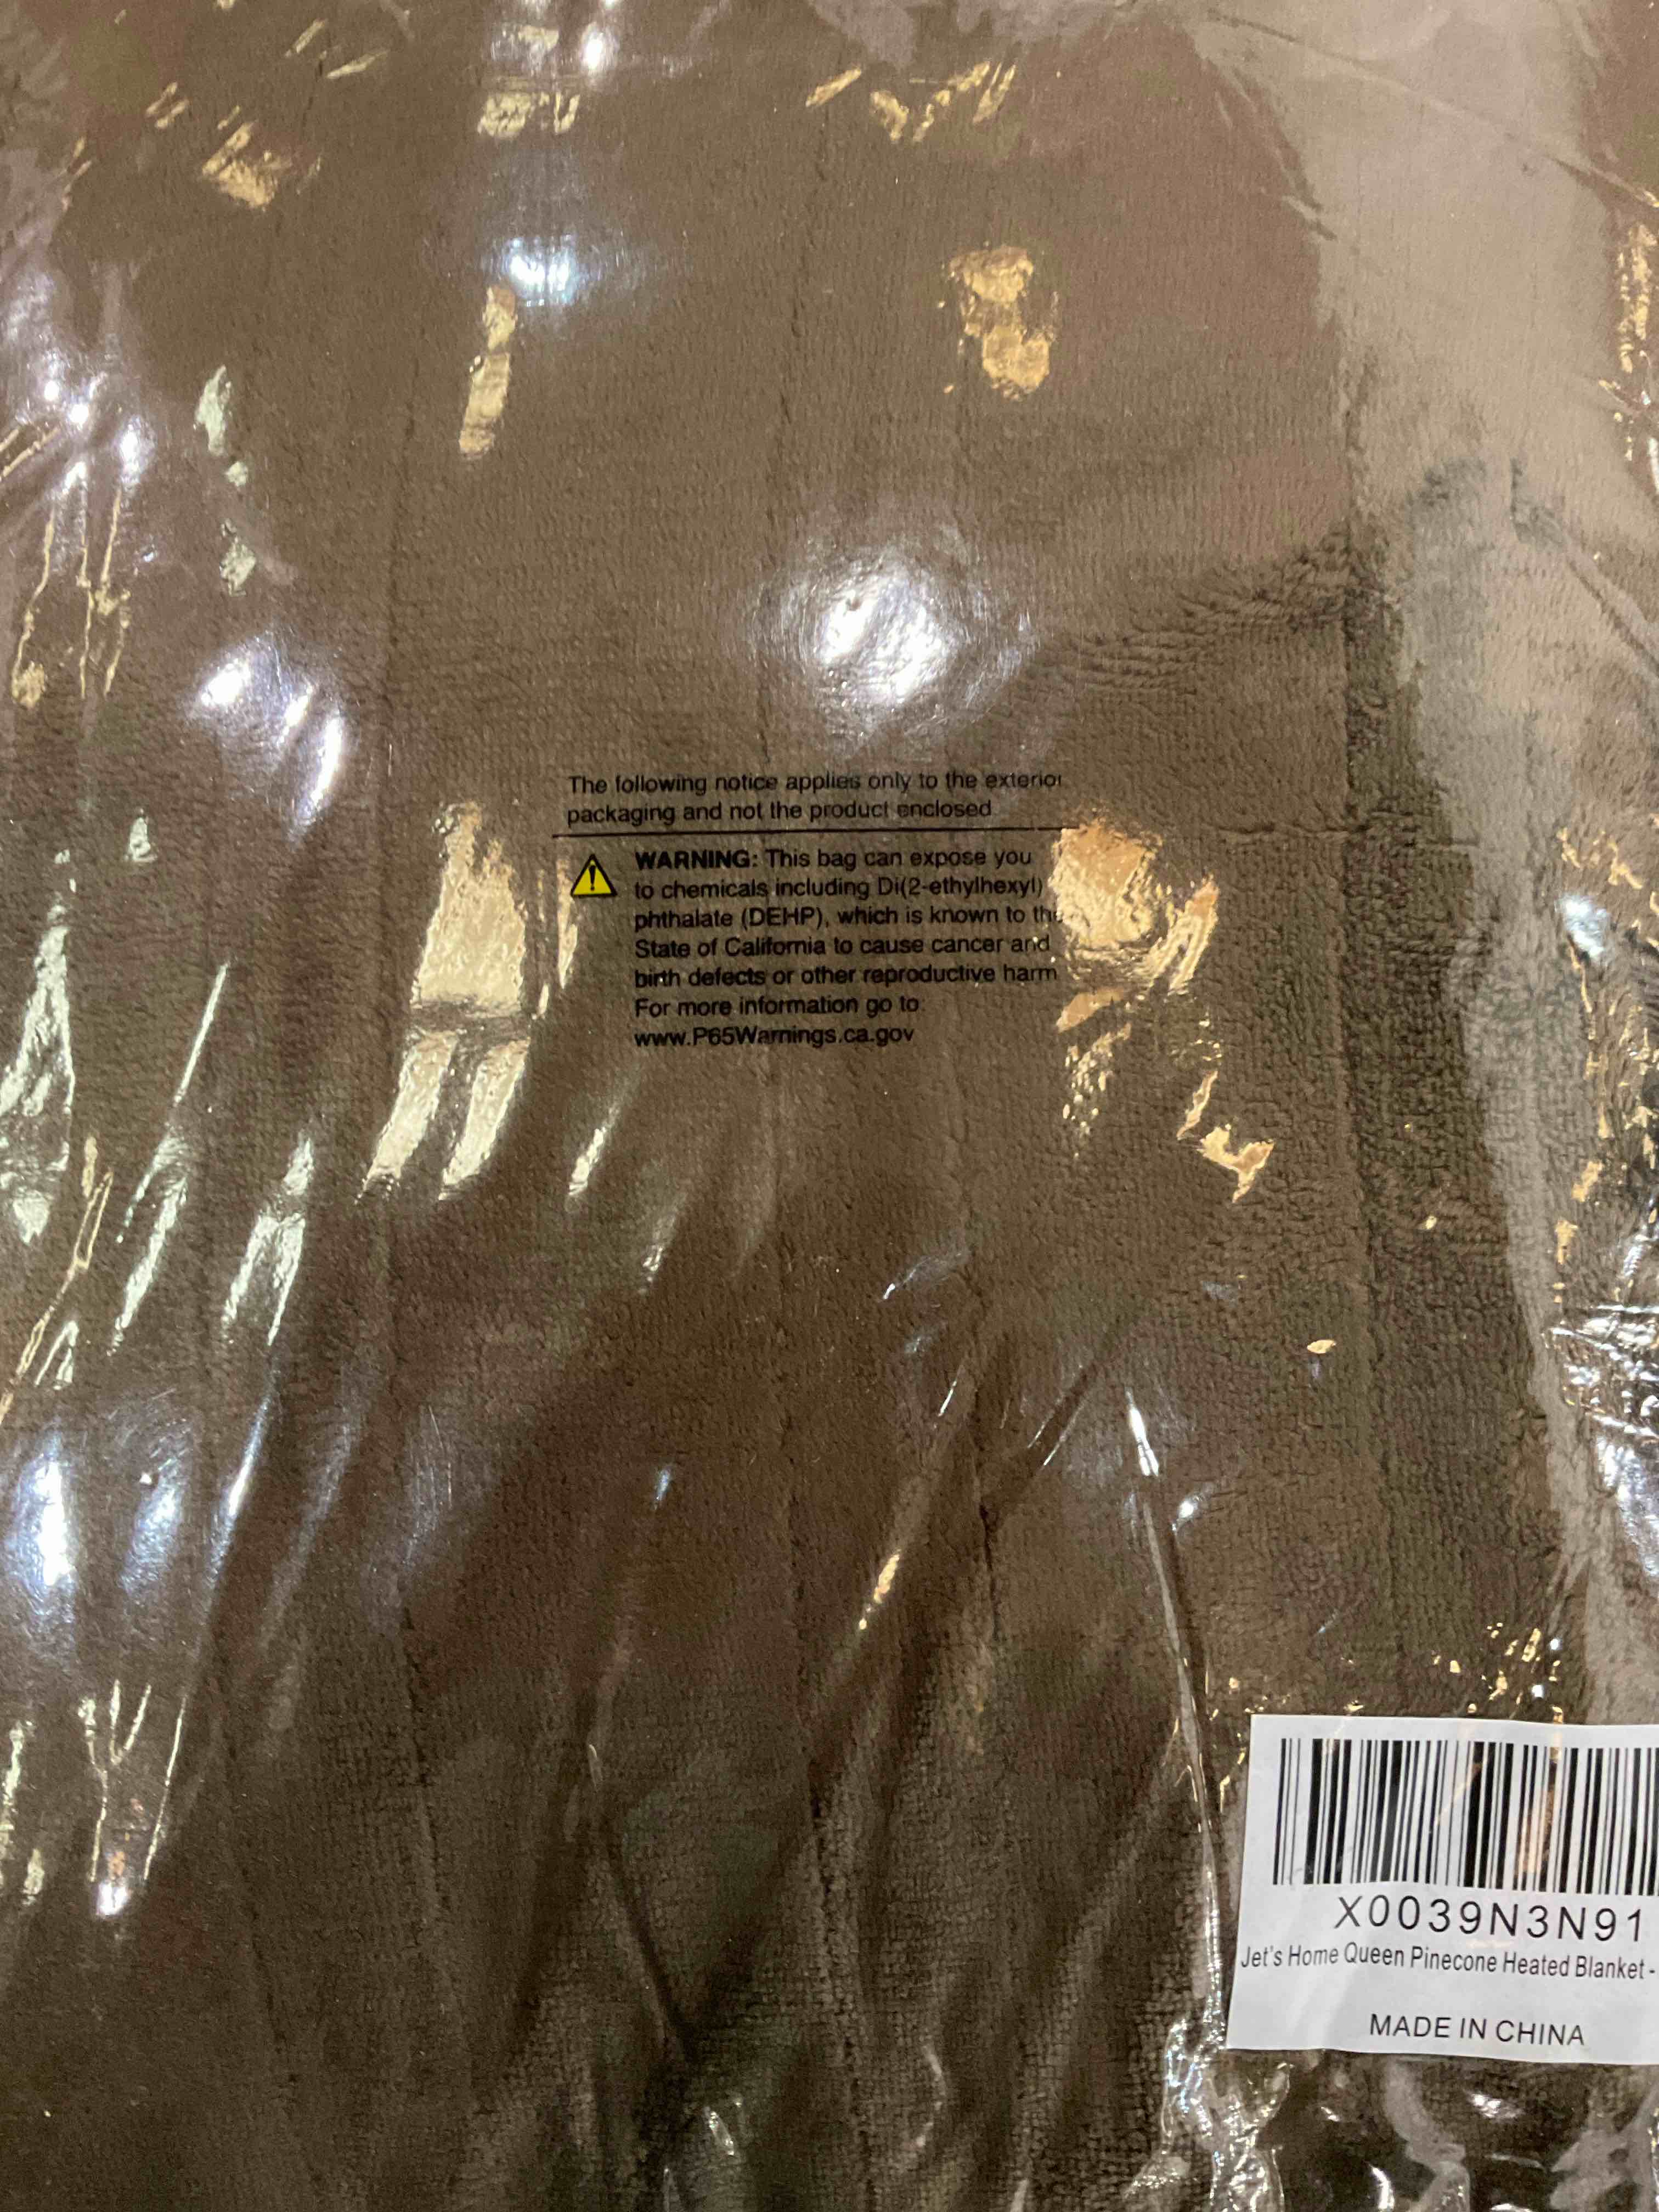 The following notice applies only to the exterior
packaging and not the product enclosed
WARNING: This bag can expose you
to chemicals including Di(2-ethylhexyl)
phthalate (DEHP), which is known to the
State of California to cause cancer and
birth defects or other reproductive harm
For more information go to:
www.P65Warnings.ca.gov
X0039N3N91
Jet's Home Queen Pinecone Heated Blanket -
MADE IN CHINA